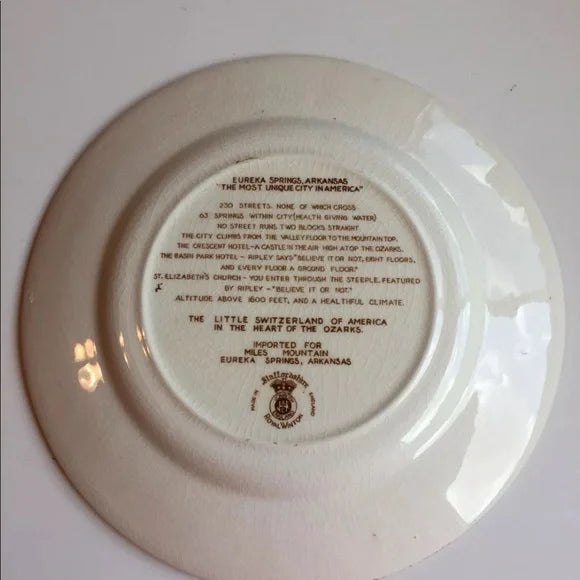 EUREKA SPRINGS, ARKANSAS
"THE MOST UNIQUE CITY IN AMERICA"
230 STREETS, NONE OF WHICH CROSS
63 SPRINGS WITHIN CITY (HEALTH GIVING WATER)
NO STREET RUNS TWO BLOCKS STRAIGHT
THE CITY CLIMBS FROM THE VALLEY FLOOR TO THE MOUNTAIN TOP.
THE CRESCENT HOTEL - A CASTLE IN THE AIR HIGH ATOP THE OZARKS.
THE BASIN PARK HOTEL - RIPLEY SAYS "BELIEVE IT OR NOT, EIGHT FLOORS,
AND EVERY FLOOR A GROUND FLOOR."
ST. ELIZABETH'S CHURCH - YOU ENTER THROUGH THE STEEPLE, FEATURED
BY RIPLEY - "BELIEVE IT OR NOT."
ALTITUDE ABOVE 1600 FEET, AND A HEALTHFUL CLIMATE.
THE LITTLE SWITZERLAND OF AMERICA
IN THE HEART OF THE OZARKS.
IMPORTED FOR
MILES MOUNTAIN
EUREKA SPRINGS, ARKANSAS
Staffordshire
ENGLAND
ROYAL WINTON